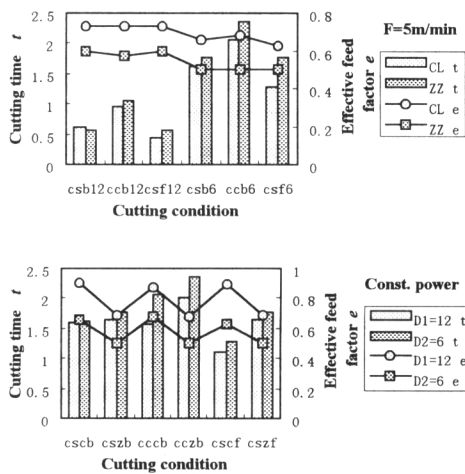 2.5
2
1.5
1
0.5
0
Cutting time t
0.8
0.6
0.4
0.2
0
Effective feed
factor e
csb12 ccb12 csf12 csb6 ccb6 csf6
Cutting condition
F=5m/min
CL t
ZZ t
CL e
ZZ e
2.5
2
1.5
1
0.5
0
Cutting time t
1
0.8
0.6
0.4
0.2
0
Effective feed
factor e
cscb cszb cccb cczb cscf cszf
Cutting condition
Const. power
D1=12 t
D2=6 t
D1=12 e
D2=6 e